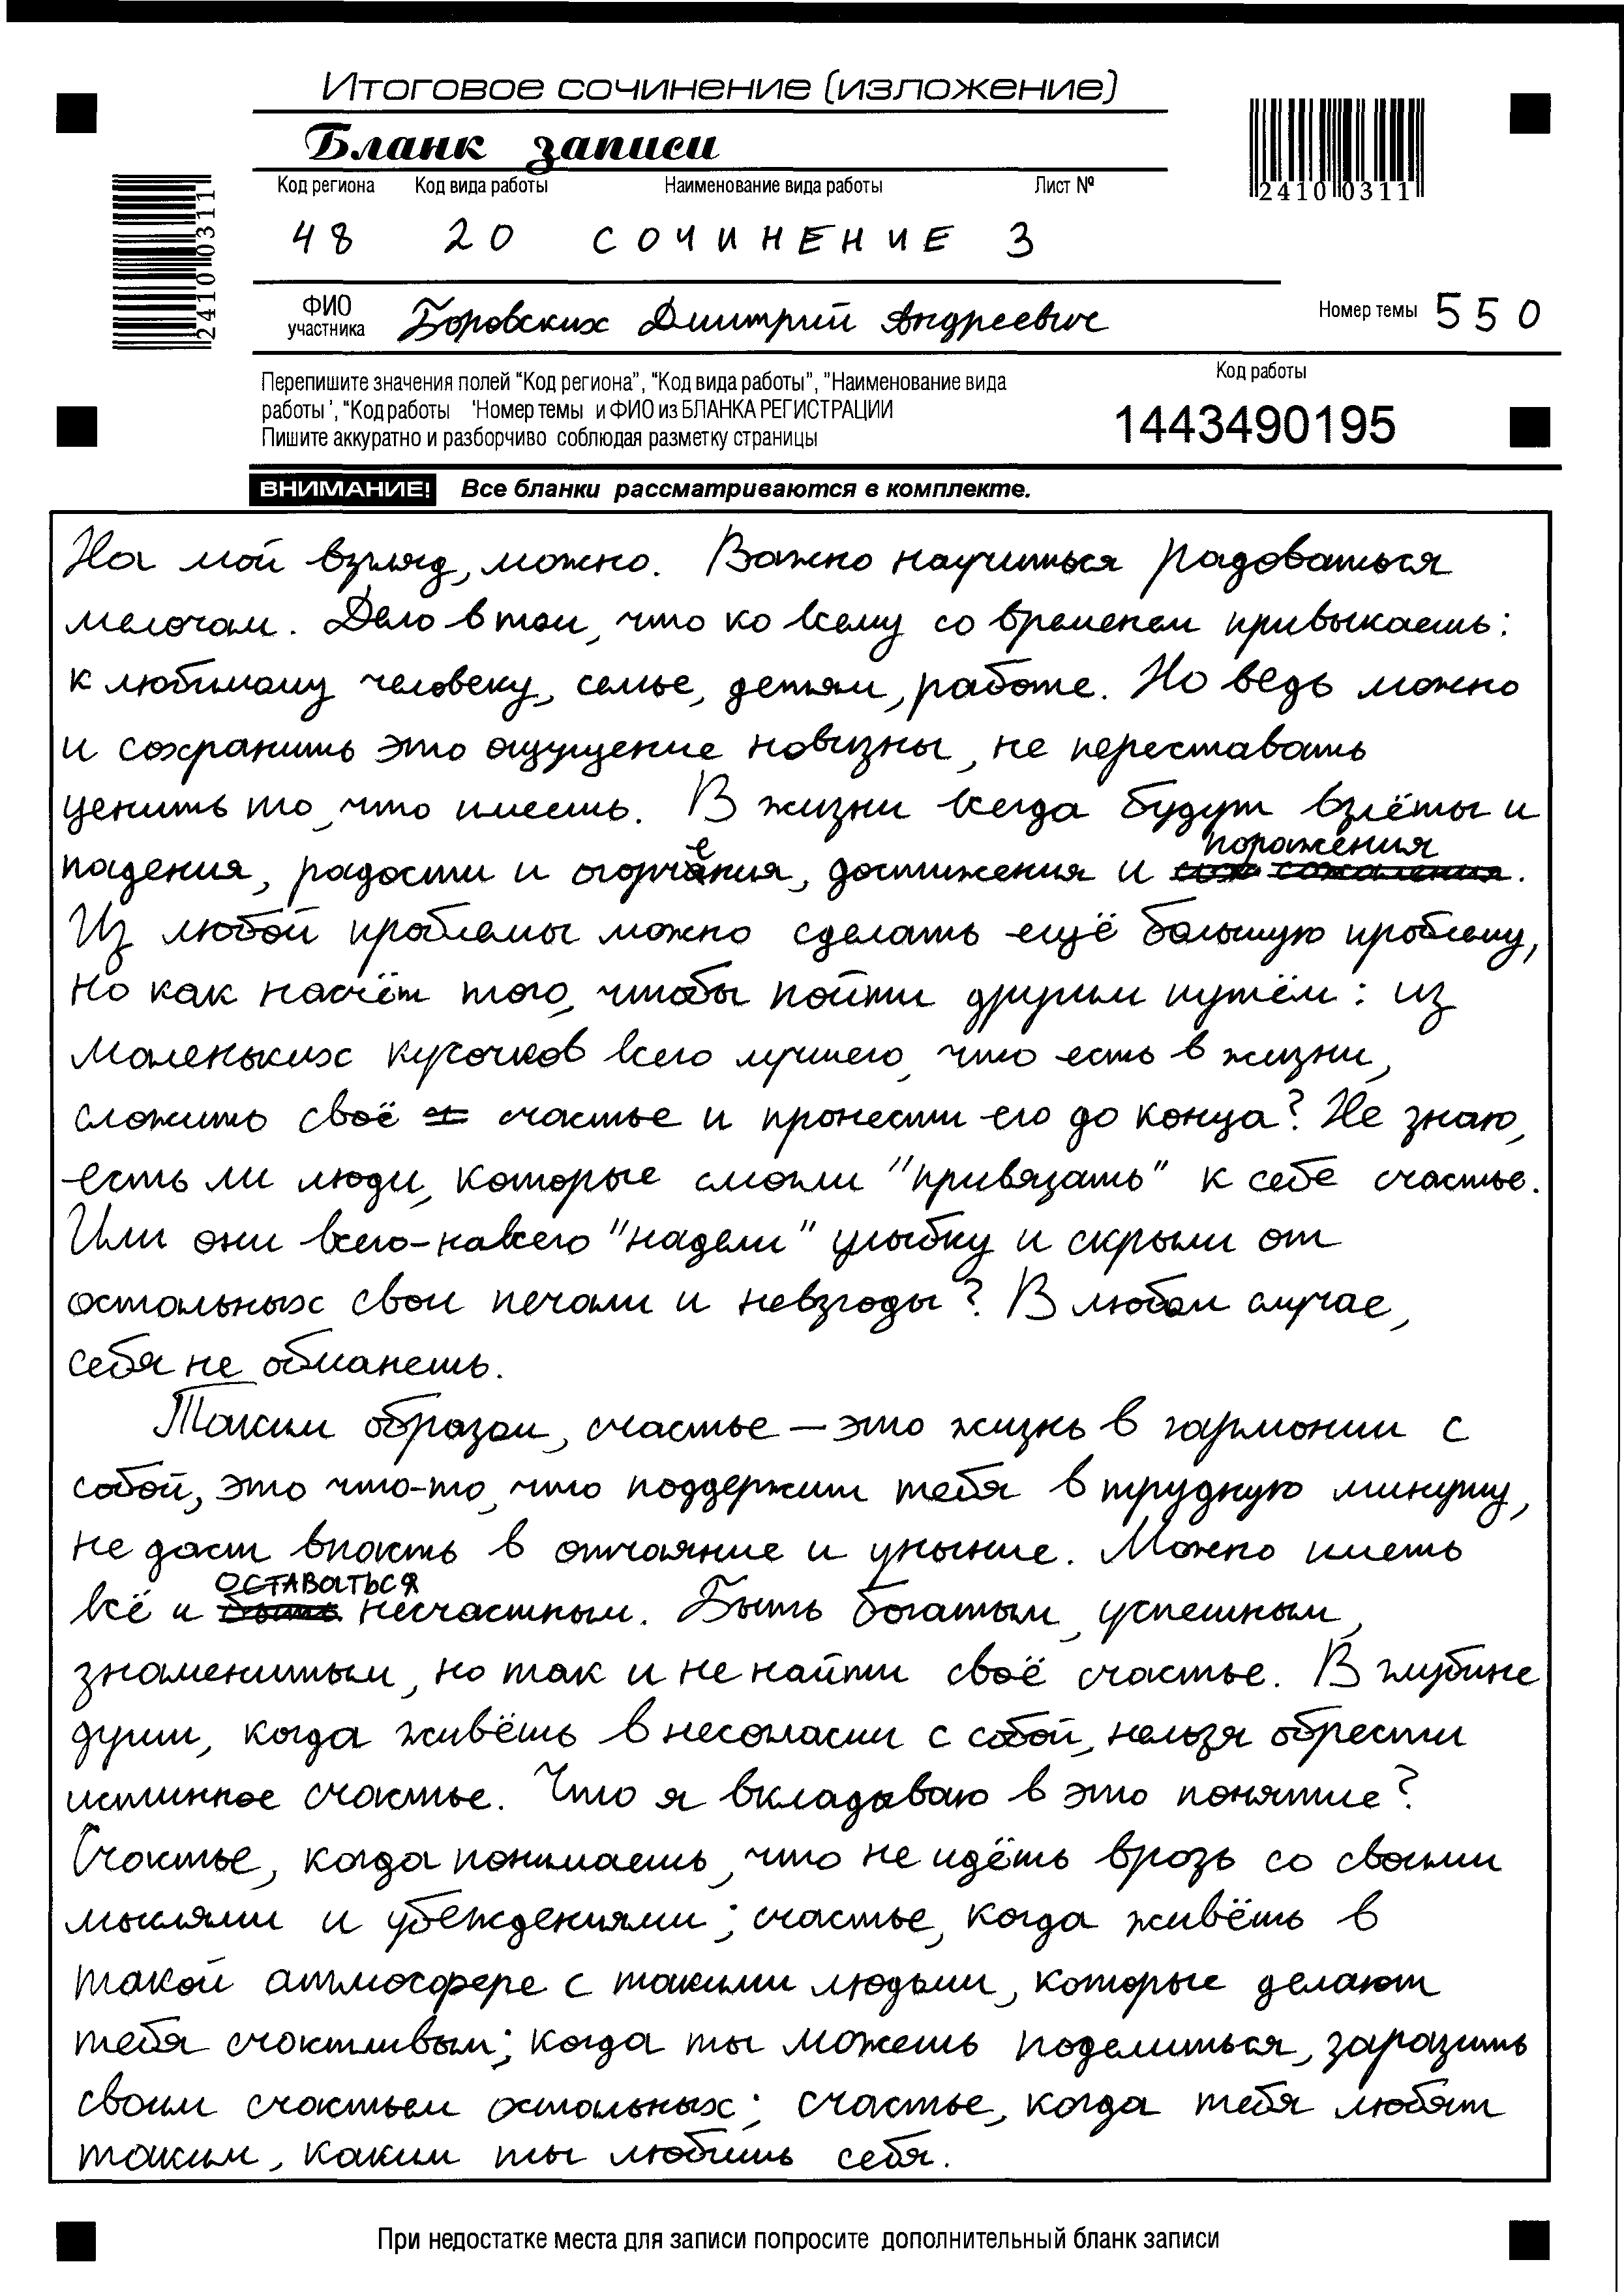 Итоговое сочинение (изложение)
Бланк записи
Код региона Код вида работы Наименование вида работы Лист №
48 20 СОЧИНЕНИЕ 3
ФИО участника Боровских Дмитрий Андреевич Номер темы 550
Перепишите значения полей "Код региона", "Код вида работы", "Наименование вида
работы', "Код работы 'Номер темы и ФИО из БЛАНКА РЕГИСТРАЦИИ
Пишите аккуратно и разборчиво соблюдая разметку страницы
Код работы
1443490195
24100311
24100311
ВНИМАНИЕ! Все бланки рассматриваются в комплекте.
На мой взгляд, можно. Важно научиться радоваться
мелочам. Дело в том, что ко всему со временем привыкаешь:
к любимому человеку, семье, детям, работе. Но ведь можно
и сохранить это ощущение новизны, не переставать
ценить то, что имеешь. В жизни всегда будут взлёты и
падения, радости и огорчения, достижения и поражения.
Из любой проблемы можно сделать ещё большую проблему,
но как насчёт того, чтобы пойти другим путём: из
маленьких кусочков всего лучшего, что есть в жизни,
сложить своё счастье и пронести его до конца? Не знаю,
есть ли люди, которые смогли "привязать" к себе счастье.
Или они всего-навсего "надели" улыбку и скрыли от
остальных свои печали и невзгоды? В любом случае,
себя не обманешь.
Таким образом, счастье – это жизнь в гармонии с
собой, это что-то, что поддержит тебя в трудную минуту,
не даст впасть в отчаяние и уныние. Можно иметь
всё и оставаться несчастным. Быть богатым, успешным,
знаменитым, но так и не найти своё счастье. В глубине
души, когда живёшь в несогласии с собой, нельзя обрести
истинное счастье. Что я вкладываю в это понятие?
Счастье, когда понимаешь, что не идёшь врозь со своими
мыслями и убеждениями; счастье, когда живёшь в
такой атмосфере с такими людьми, которые делают
тебя счастливым; когда ты можешь поделиться, заразить
своим счастьем остальных; счастье, когда тебя любят
таким, каким ты любишь себя.
При недостатке места для записи попросите дополнительный бланк записи